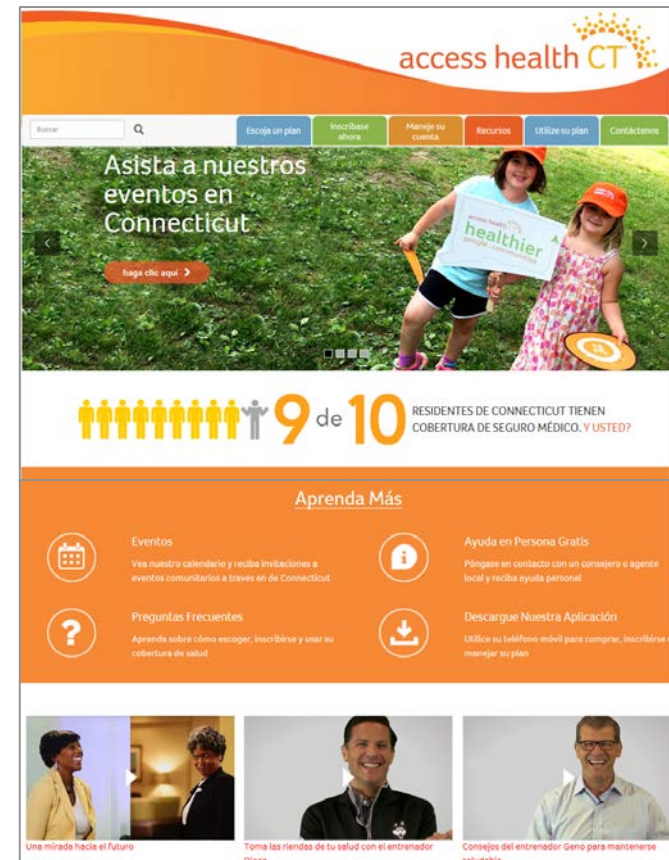 access health CT
Buscar
Escoja un plan
Inscríbase
ahora
Maneje su
cuenta
Recursos
Utilize su plan
Contáctenos
Asista a nuestros
eventos en
Connecticut
haga clic aquí
access health
healthier
people communities
9 de 10
RESIDENTES DE CONNECTICUT TIENEN
COBERTURA DE SEGURO MÉDICO. Y USTED?
Aprenda Más
Eventos
Vea nuestro calendario y reciba invitaciones a
eventos comunitarios a traves en de Connecticut
Ayuda en Persona Gratis
Póngase en contacto con un consejero o agente
local y reciba ayuda personal
Preguntas Frecuentes
Aprenda sobre cómo escoger, inscribirse y usar su
cobertura de salud
Descargue Nuestra Aplicación
Utilice su teléfono móvil para comprar, inscribirse
manejar su plan
Una mirada hacia el futuro
Toma las riendas de tu salud con el entrenador
Consejos del entrenador Geno para mantenerse